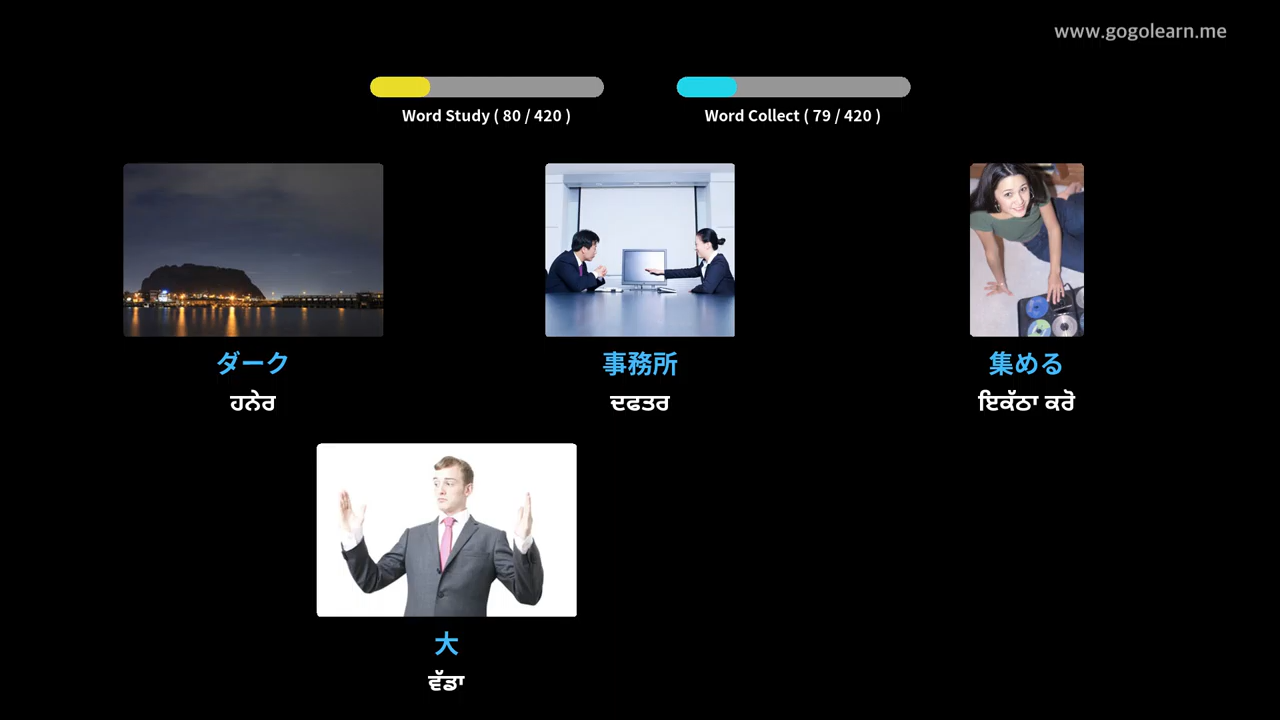 www.gogolearn.me
Word Study ( 80 / 420 )
Word Collect ( 79 / 420 )
ダーク
ਹਨੇਰ
事務所
ਦਫਤਰ
集める
ਇਕੱਠਾ ਕਰੋ
大
ਵੱਡਾ